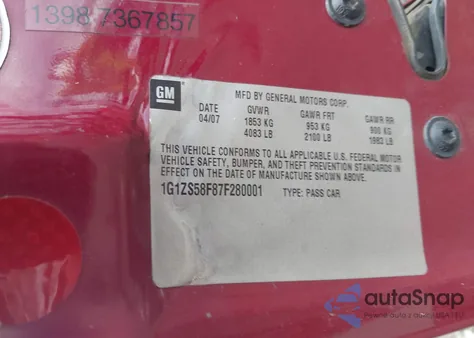 1398 7367857
GM
MFD BY GENERAL MOTORS CORP.
DATE GVWR GAWR FRT GAWR RR
04/07 1853 KG 953 KG 900 KG
4083 LB 2100 LB 1983 LB
THIS VEHICLE CONFORMS TO ALL APPLICABLE U.S. FEDERAL MOTOR
VEHICLE SAFETY, BUMPER, AND THEFT PREVENTION STANDARDS IN
EFFECT ON THE DATE OF MANUFACTURE SHOWN ABOVE.
1G1ZS58F87F280001 TYPE: PASS CAR
autoSnap